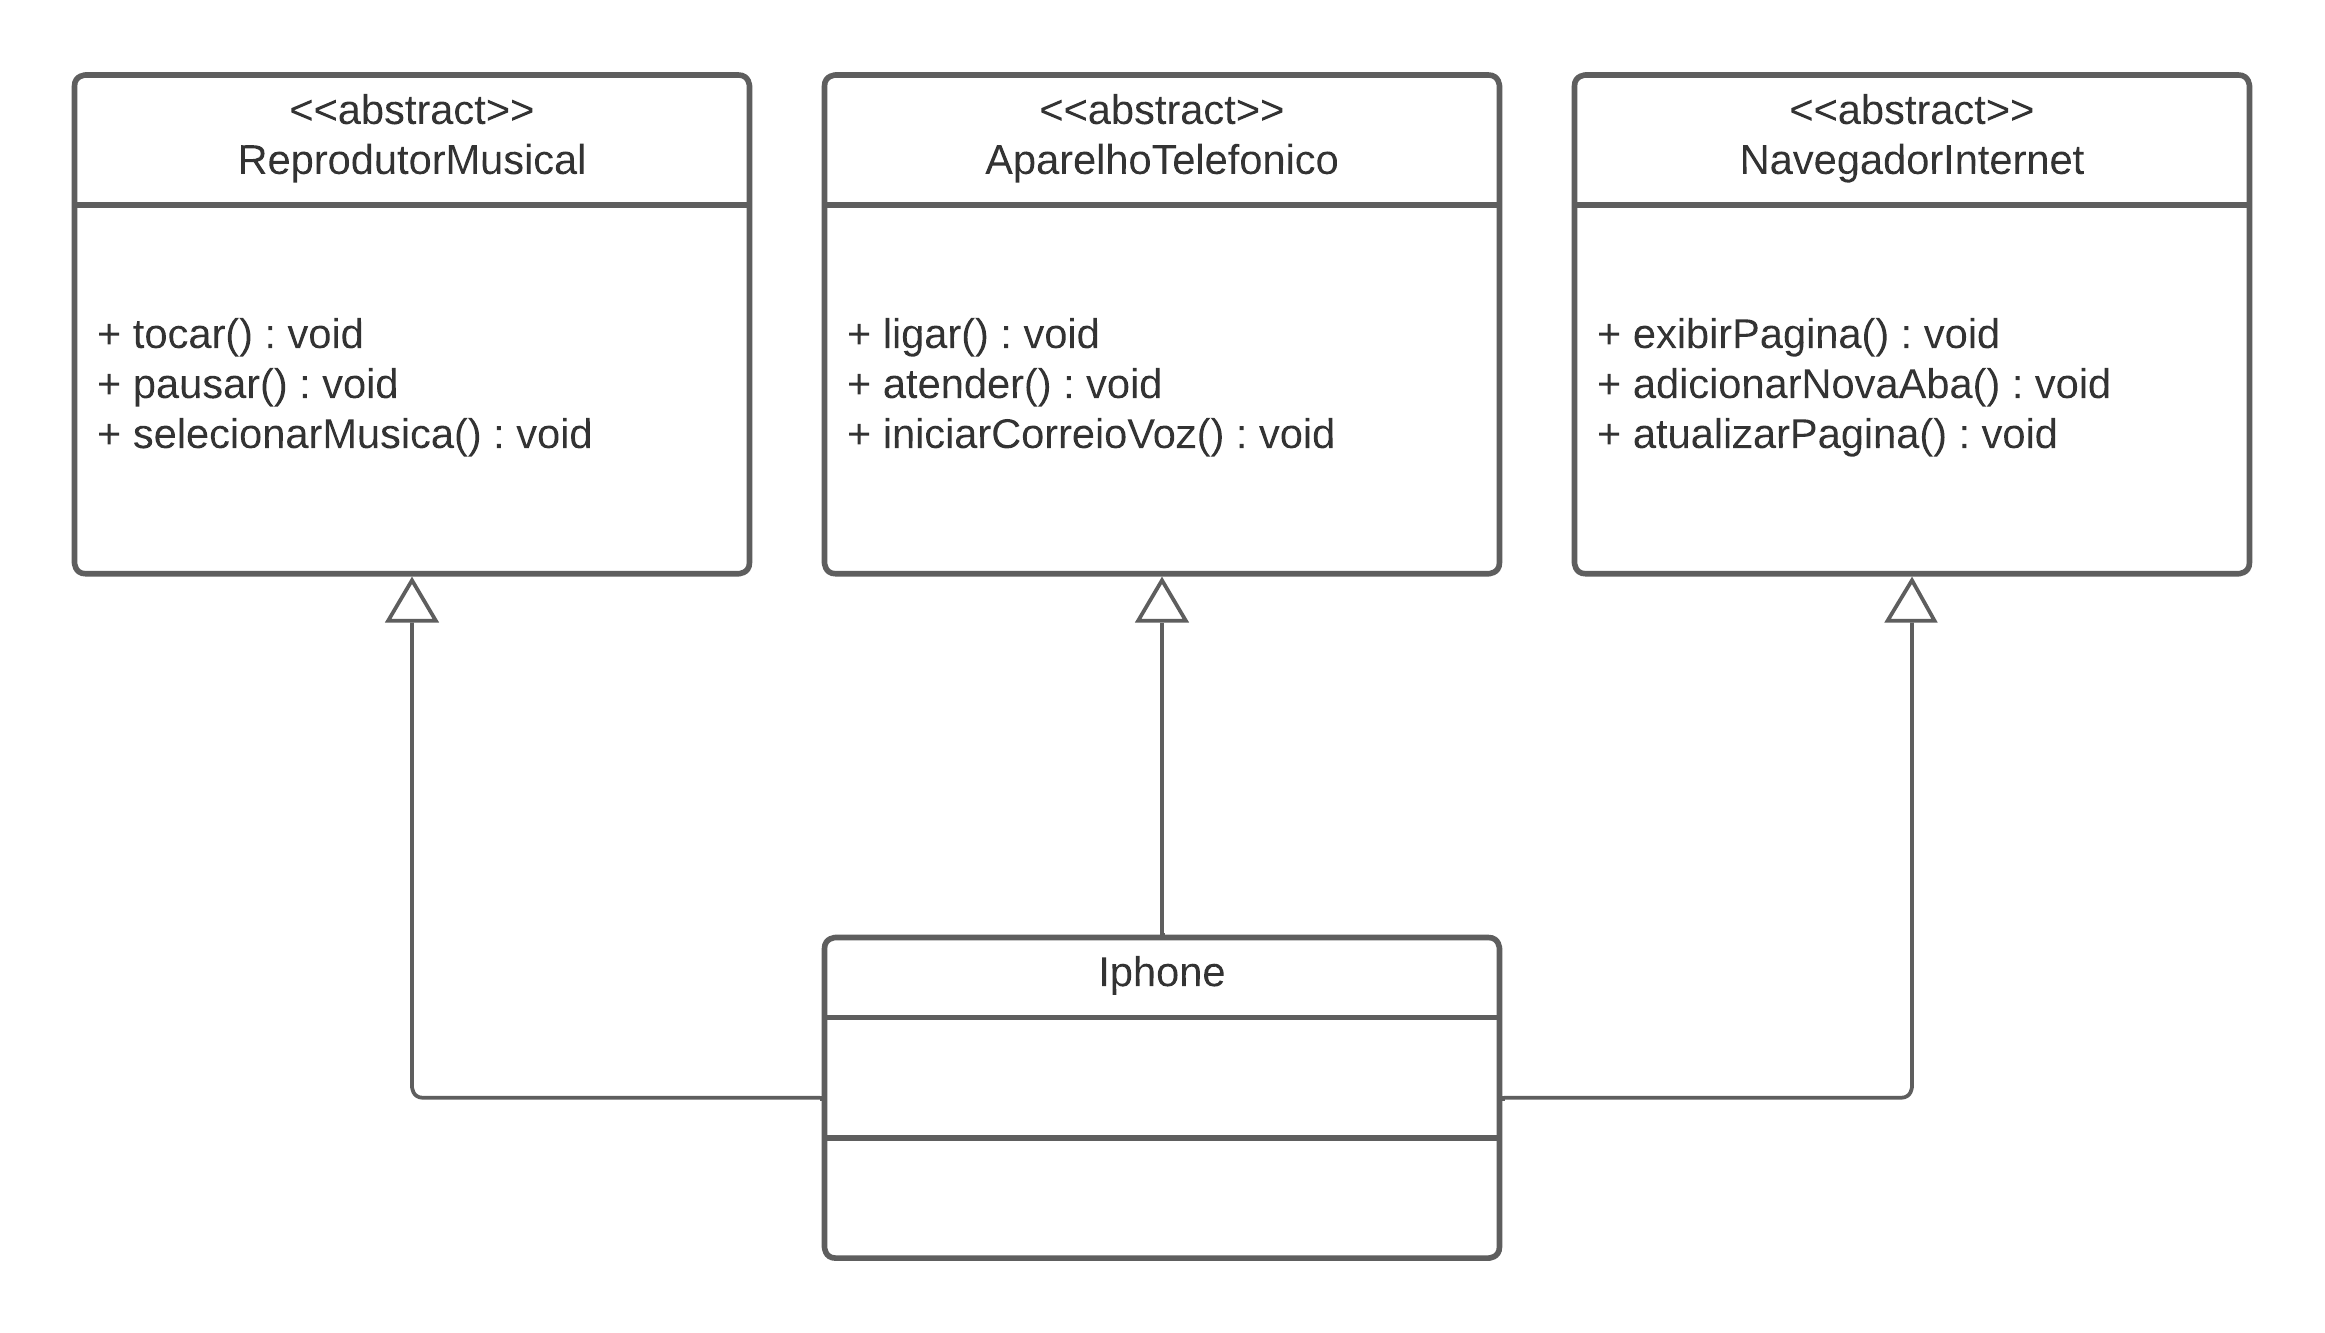 <<abstract>>
ReprodutorMusical
+ tocar() : void
+ pausar() : void
+ selecionarMusica() : void
<<abstract>>
AparelhoTelefonico
+ ligar() : void
+ atender() : void
+ iniciarCorreioVoz() : void
<<abstract>>
NavegadorInternet
+ exibirPagina() : void
+ adicionarNovaAba() : void
+ atualizarPagina() : void
Iphone